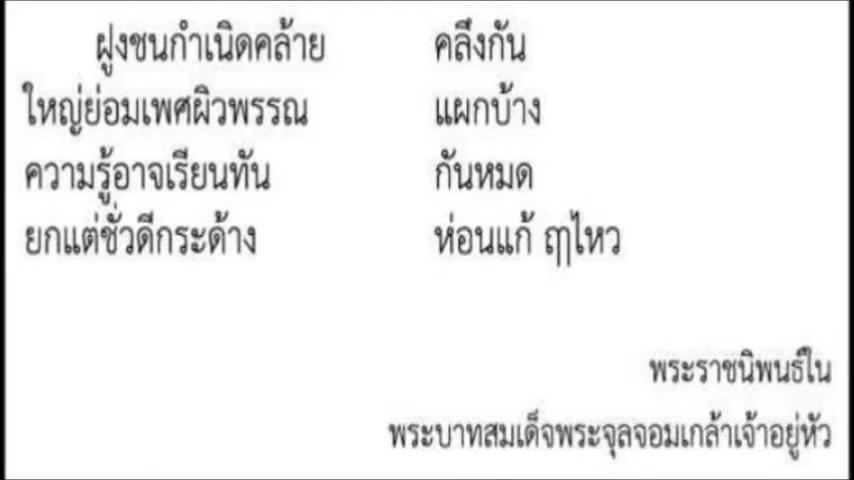 ฝูงชนกำเนิดคล้าย คลึงกัน
ใหญ่ย่อมเพศผิวพรรณ แผกบ้าง
ความรู้อาจเรียนทัน กันหมด
ยกแต่ชั่วดีกระด้าง ห่อนแก้ ฤๅไหว
พระราชนิพนธ์ใน
พระบาทสมเด็จพระจุลจอมเกล้าเจ้าอยู่หัว